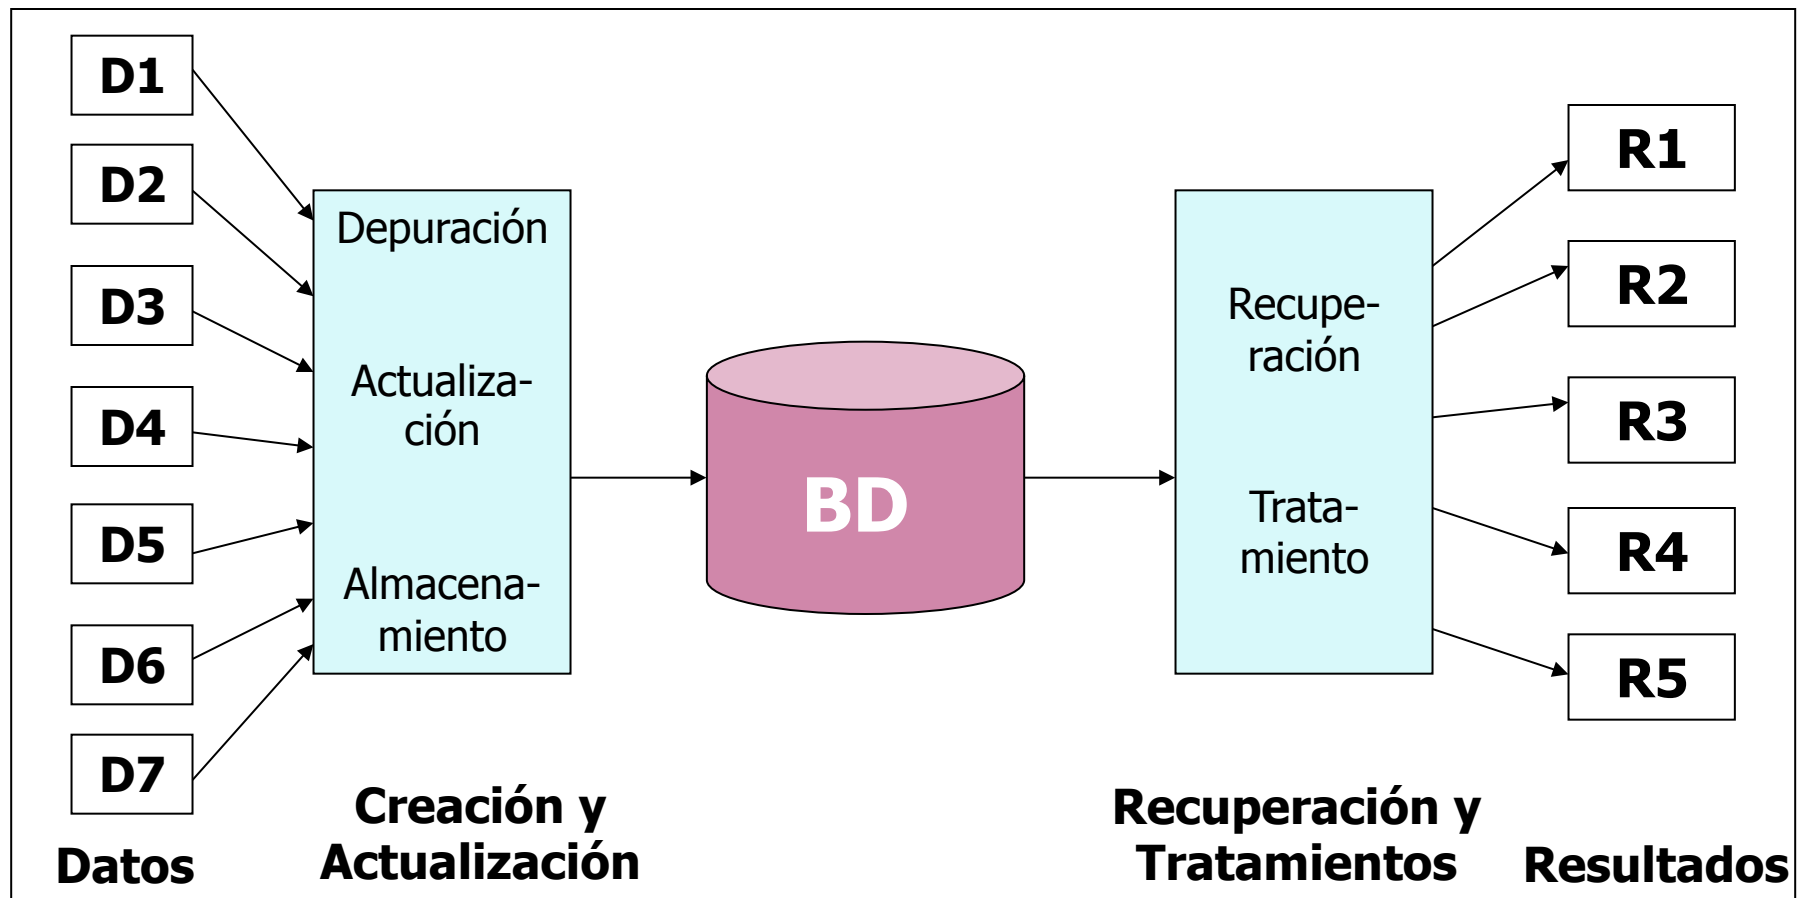 D1
D2
D3
D4
D5
D6
D7
Datos
Depuración
Actualiza-
ción
Almacena-
miento
Creación y
Actualización
BD
Recupe-
ración
Trata-
miento
Recuperación y
Tratamientos
R1
R2
R3
R4
R5
Resultados